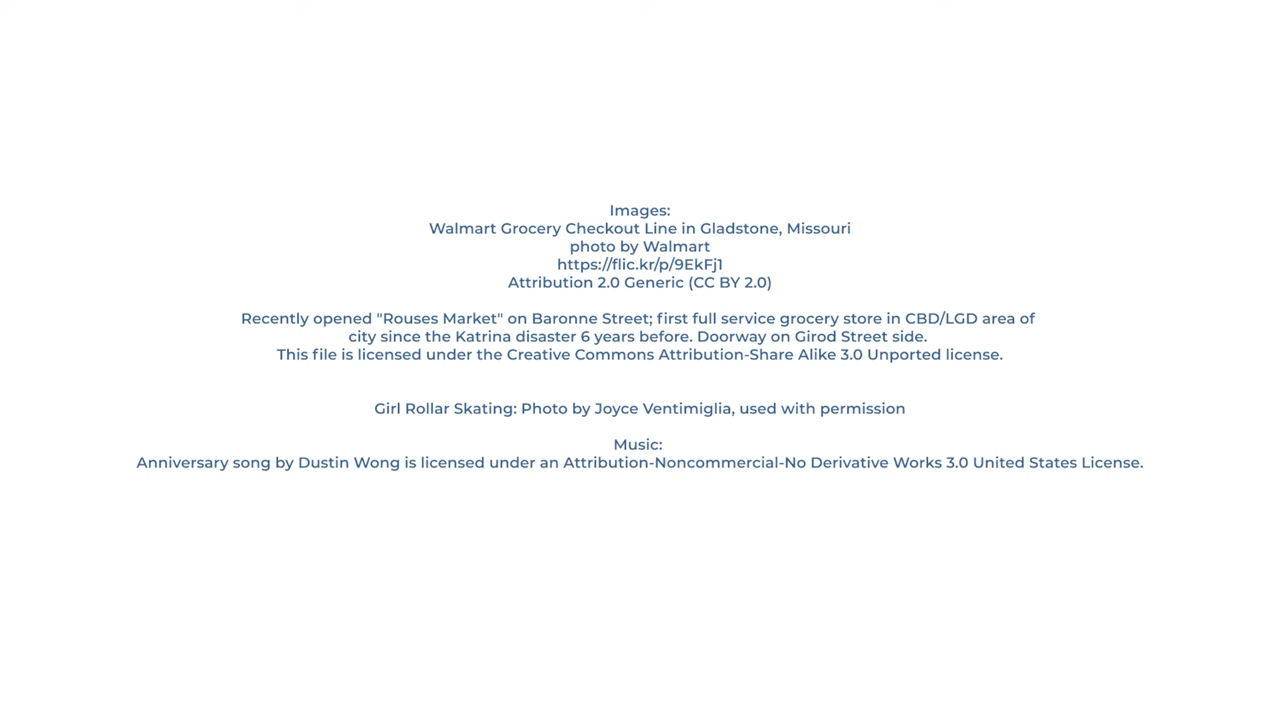 Images:
Walmart Grocery Checkout Line in Gladstone, Missouri
photo by Walmart
https://flic.kr/p/9EkFj1
Attribution 2.0 Generic (CC BY 2.0)
Recently opened "Rouses Market" on Baronne Street; first full service grocery store in CBD/LGD area of
city since the Katrina disaster 6 years before. Doorway on Girod Street side.
This file is licensed under the Creative Commons Attribution-Share Alike 3.0 Unported license.
Girl Rollar Skating: Photo by Joyce Ventimiglia, used with permission
Music:
Anniversary song by Dustin Wong is licensed under an Attribution-Noncommercial-No Derivative Works 3.0 United States License.